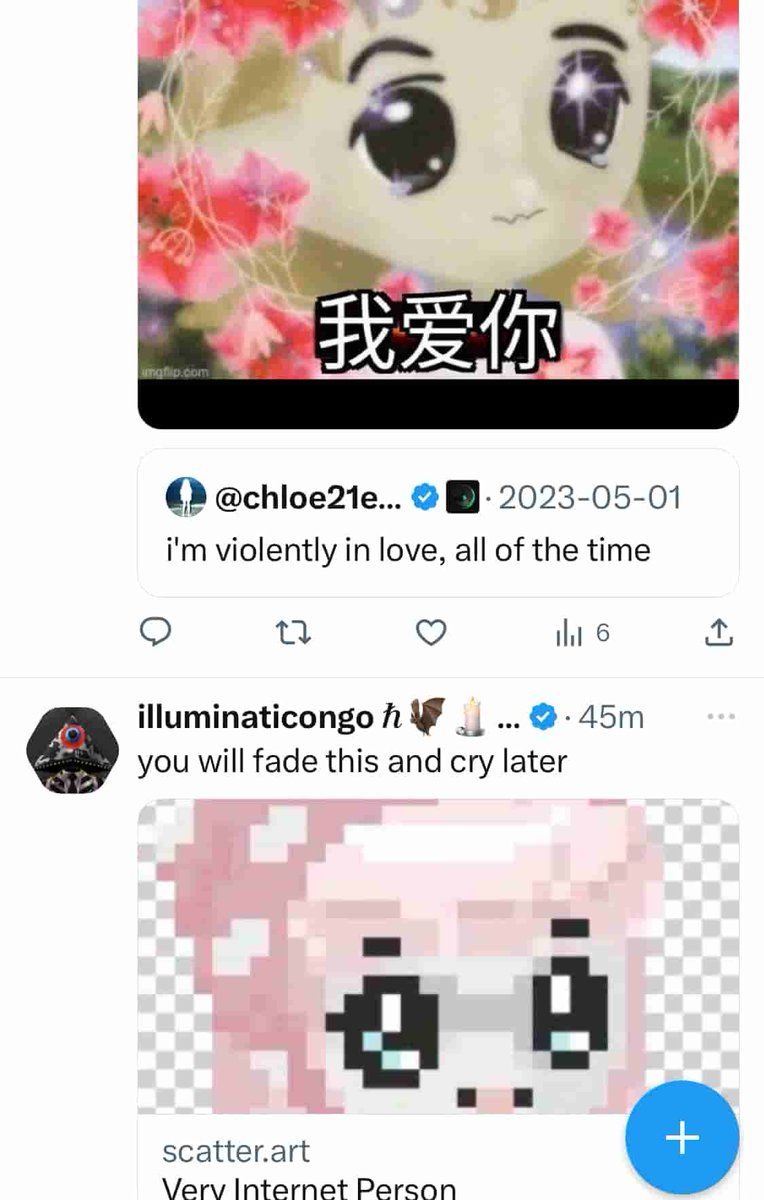 我爱你
imgflip.com
@chloe21e... · 2023-05-01
i'm violently in love, all of the time
6
illuminaticongo ℏ🦇🕯️ ... · 45m
you will fade this and cry later
scatter.art
Very Internet Person